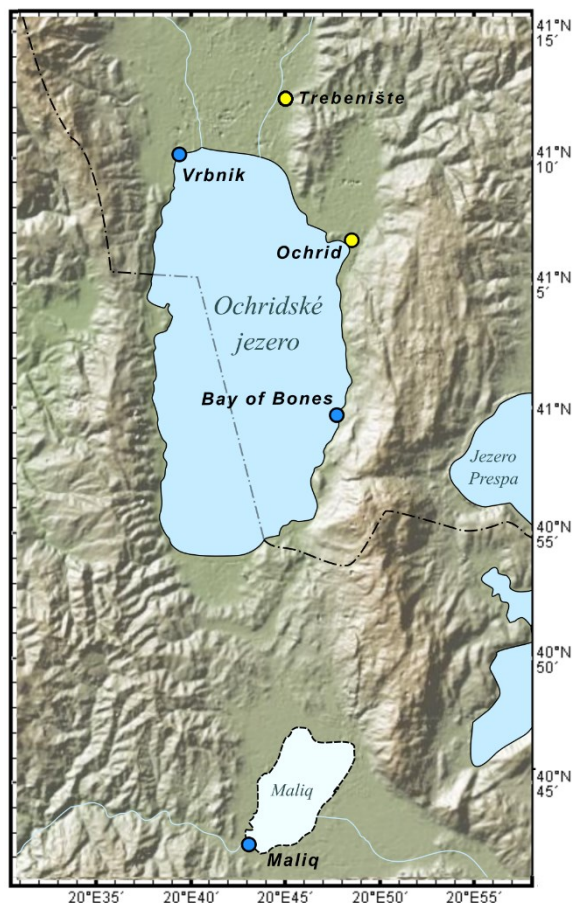 41°N
15'
Trebenište
41°N
10'
Vrbnik
Ochrid
41°N
5'
Ochridské
jezero
Bay of Bones
41°N
Jezero
Prespa
40°N
55'
40°N
50'
40°N
45'
Maliq
Maliq
20°E35' 20°E40' 20°E45' 20°E50' 20°E55'